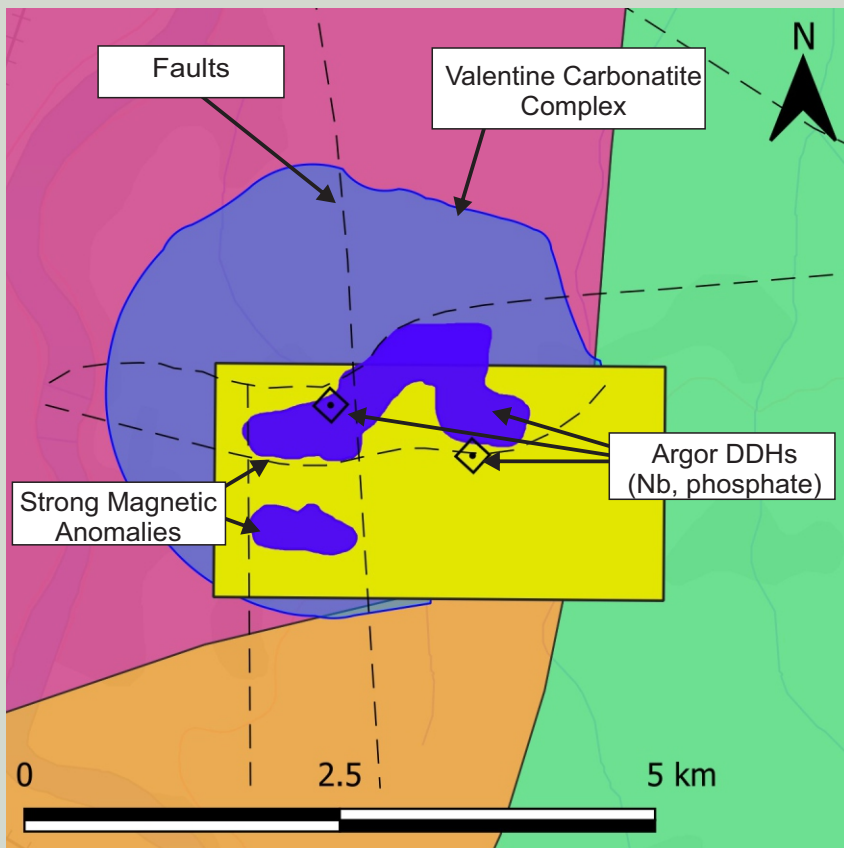 Faults
Valentine Carbonatite
Complex
N
Argor DDHs
(Nb, phosphate)
Strong Magnetic
Anomalies
0
2.5
5 km